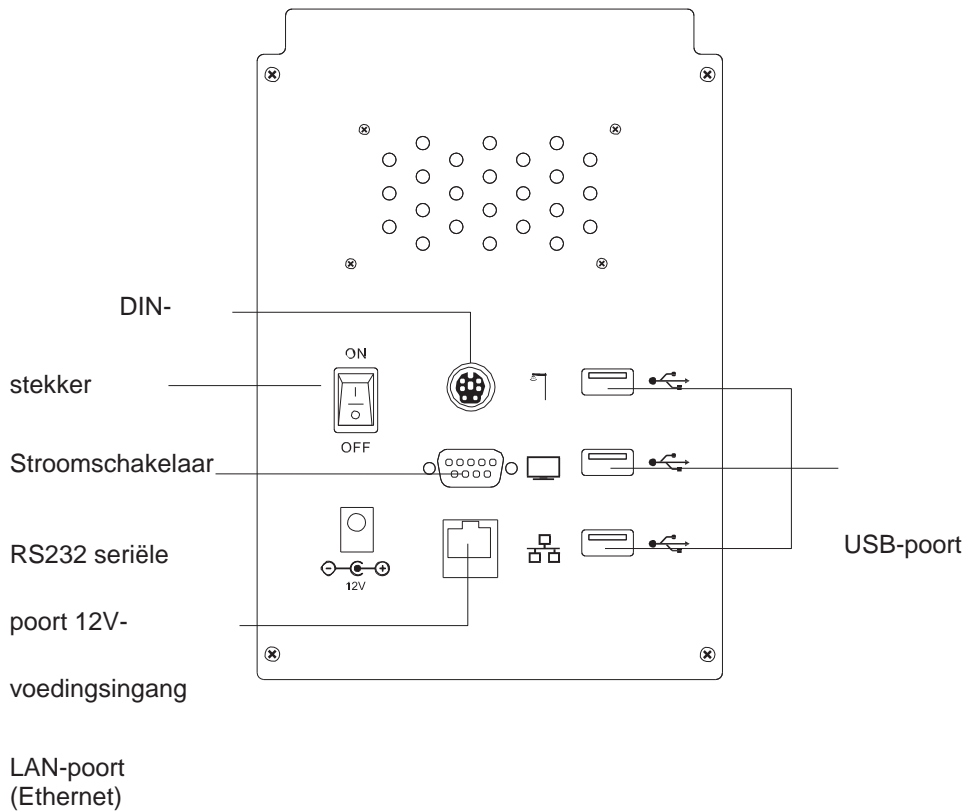 DIN-
ON
stekker
OFF
Stroomschakelaar
RS232 seriële
USB-poort
12V
poort 12V-
voedingsingang
LAN-poort
(Ethernet)